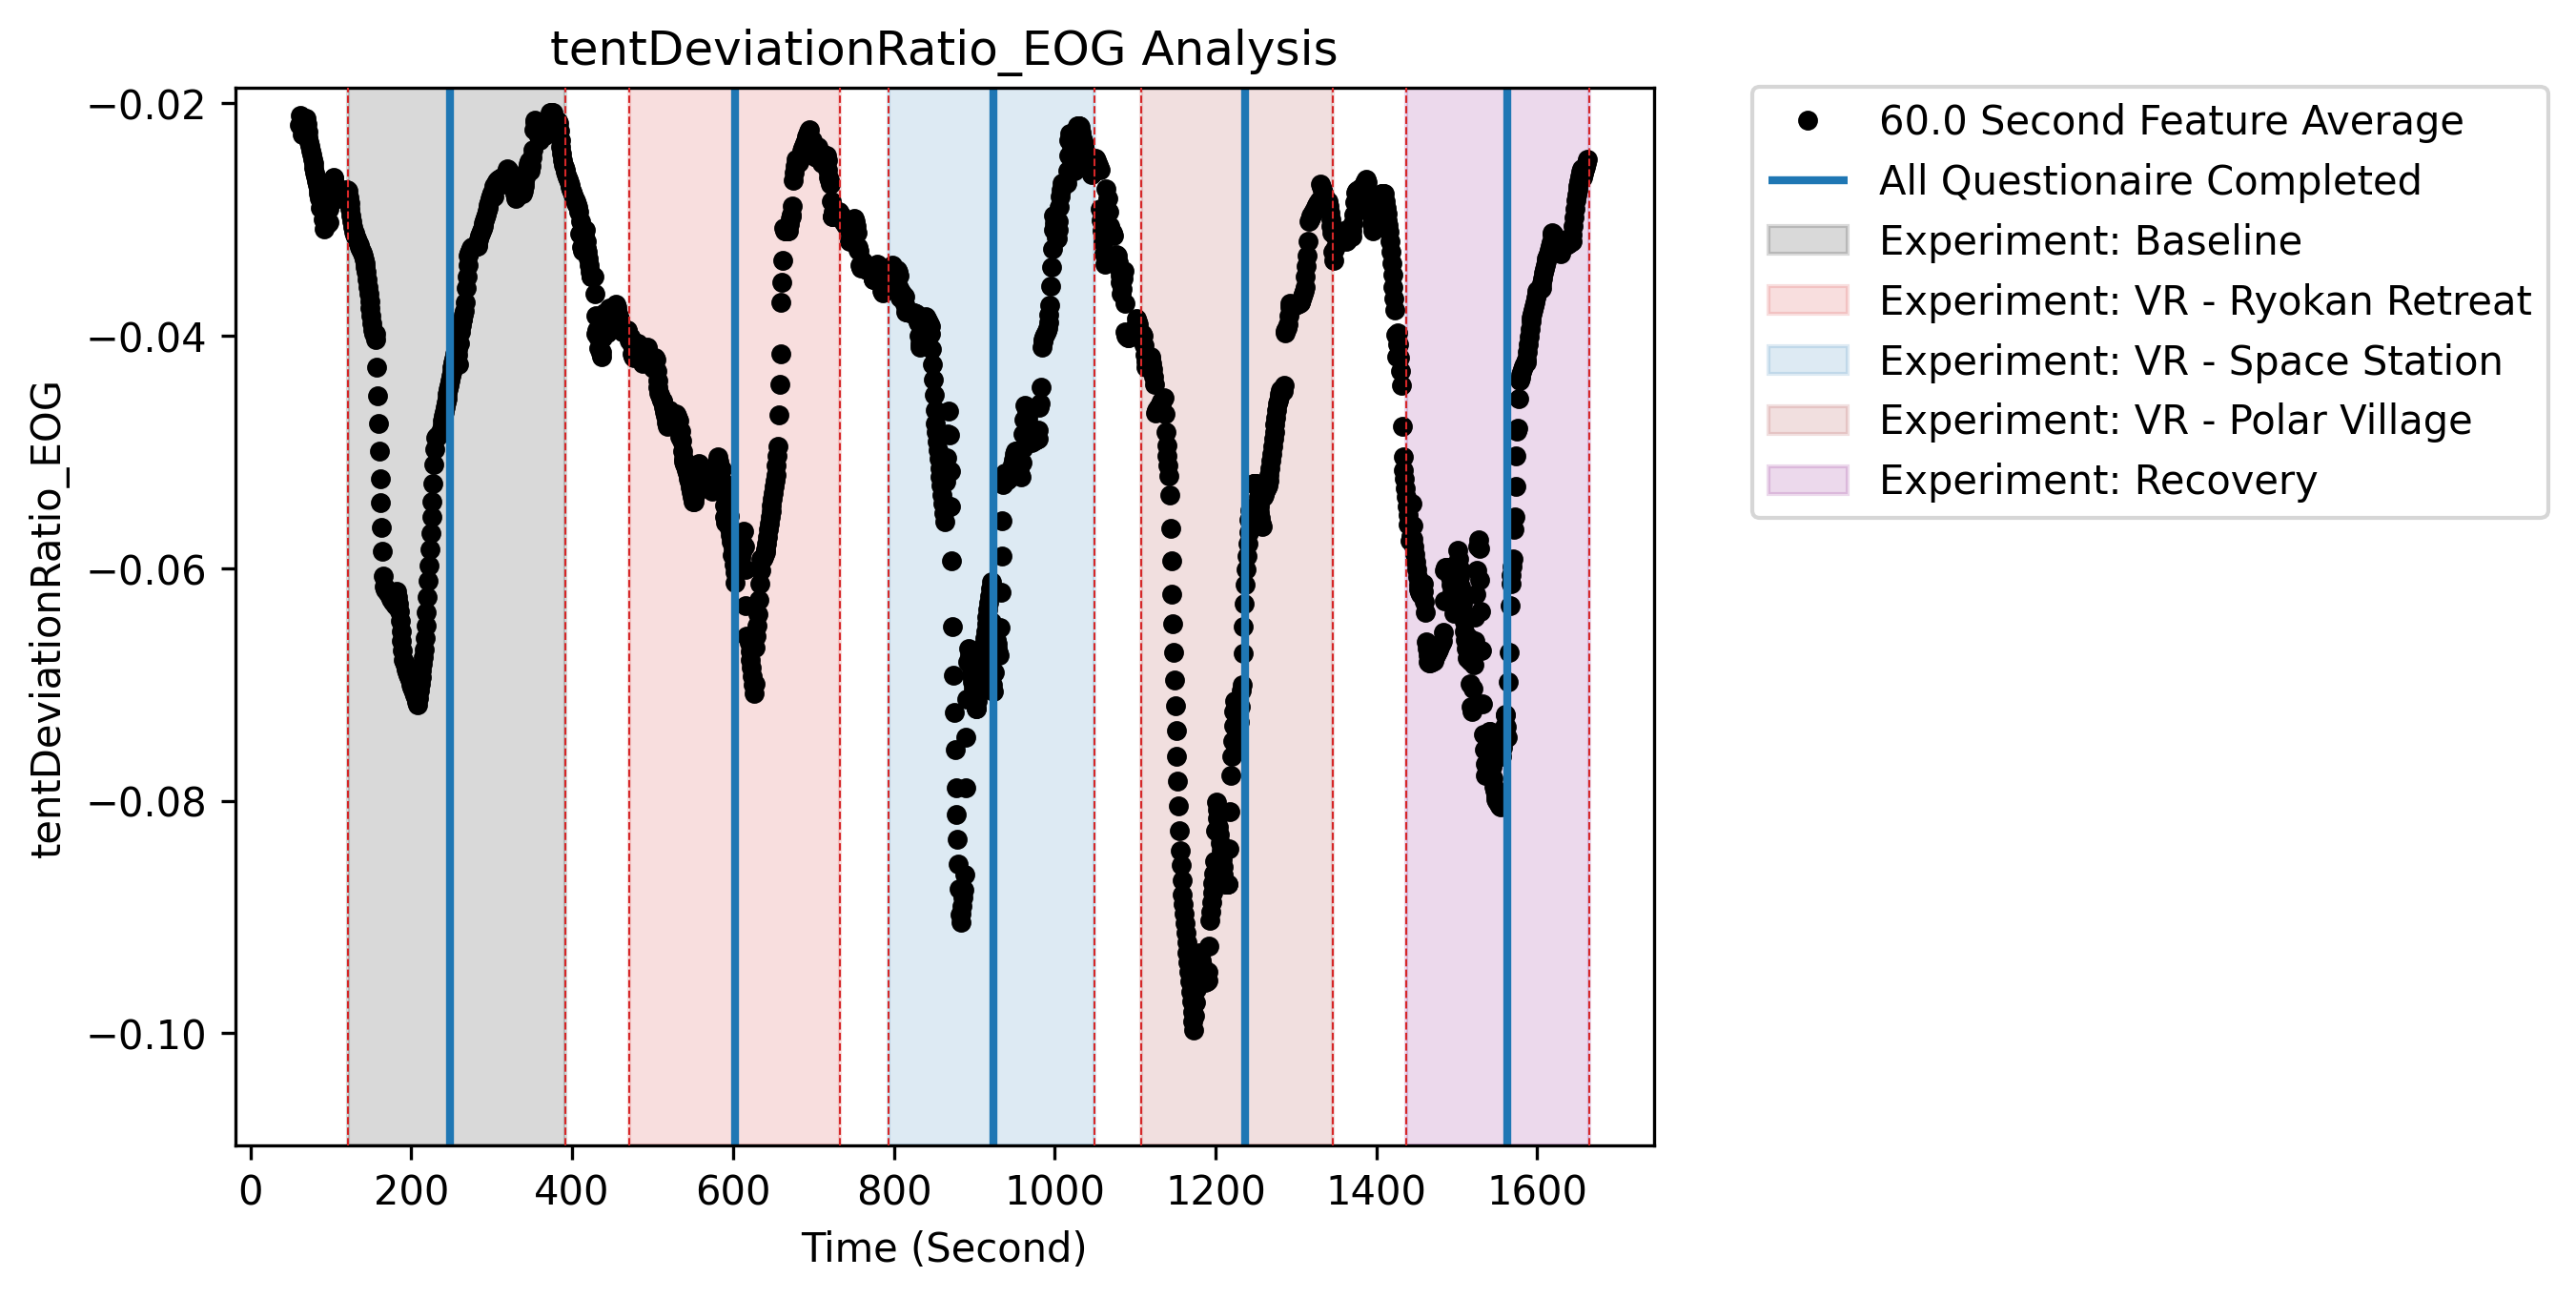 tentDeviationRatio_EOG Analysis
tentDeviationRatio_EOG
−0.02
−0.04
−0.06
−0.08
−0.10
0 200 400 600 800 1000 1200 1400 1600
Time (Second)
60.0 Second Feature Average
All Questionaire Completed
Experiment: Baseline
Experiment: VR - Ryokan Retreat
Experiment: VR - Space Station
Experiment: VR - Polar Village
Experiment: Recovery